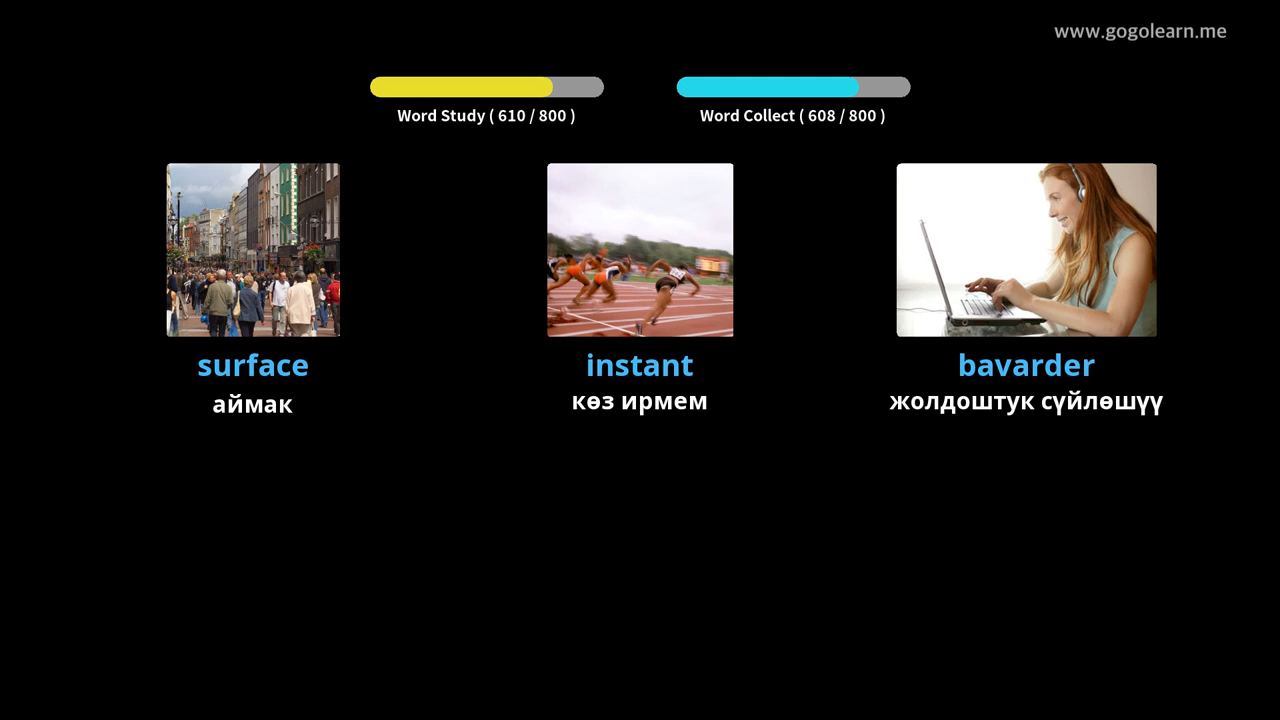 www.gogolearn.me
Word Study ( 610 / 800 )
Word Collect ( 608 / 800 )
surface
instant
bavarder
аймак
көз ирмем
жолдоштук сүйлөшүү